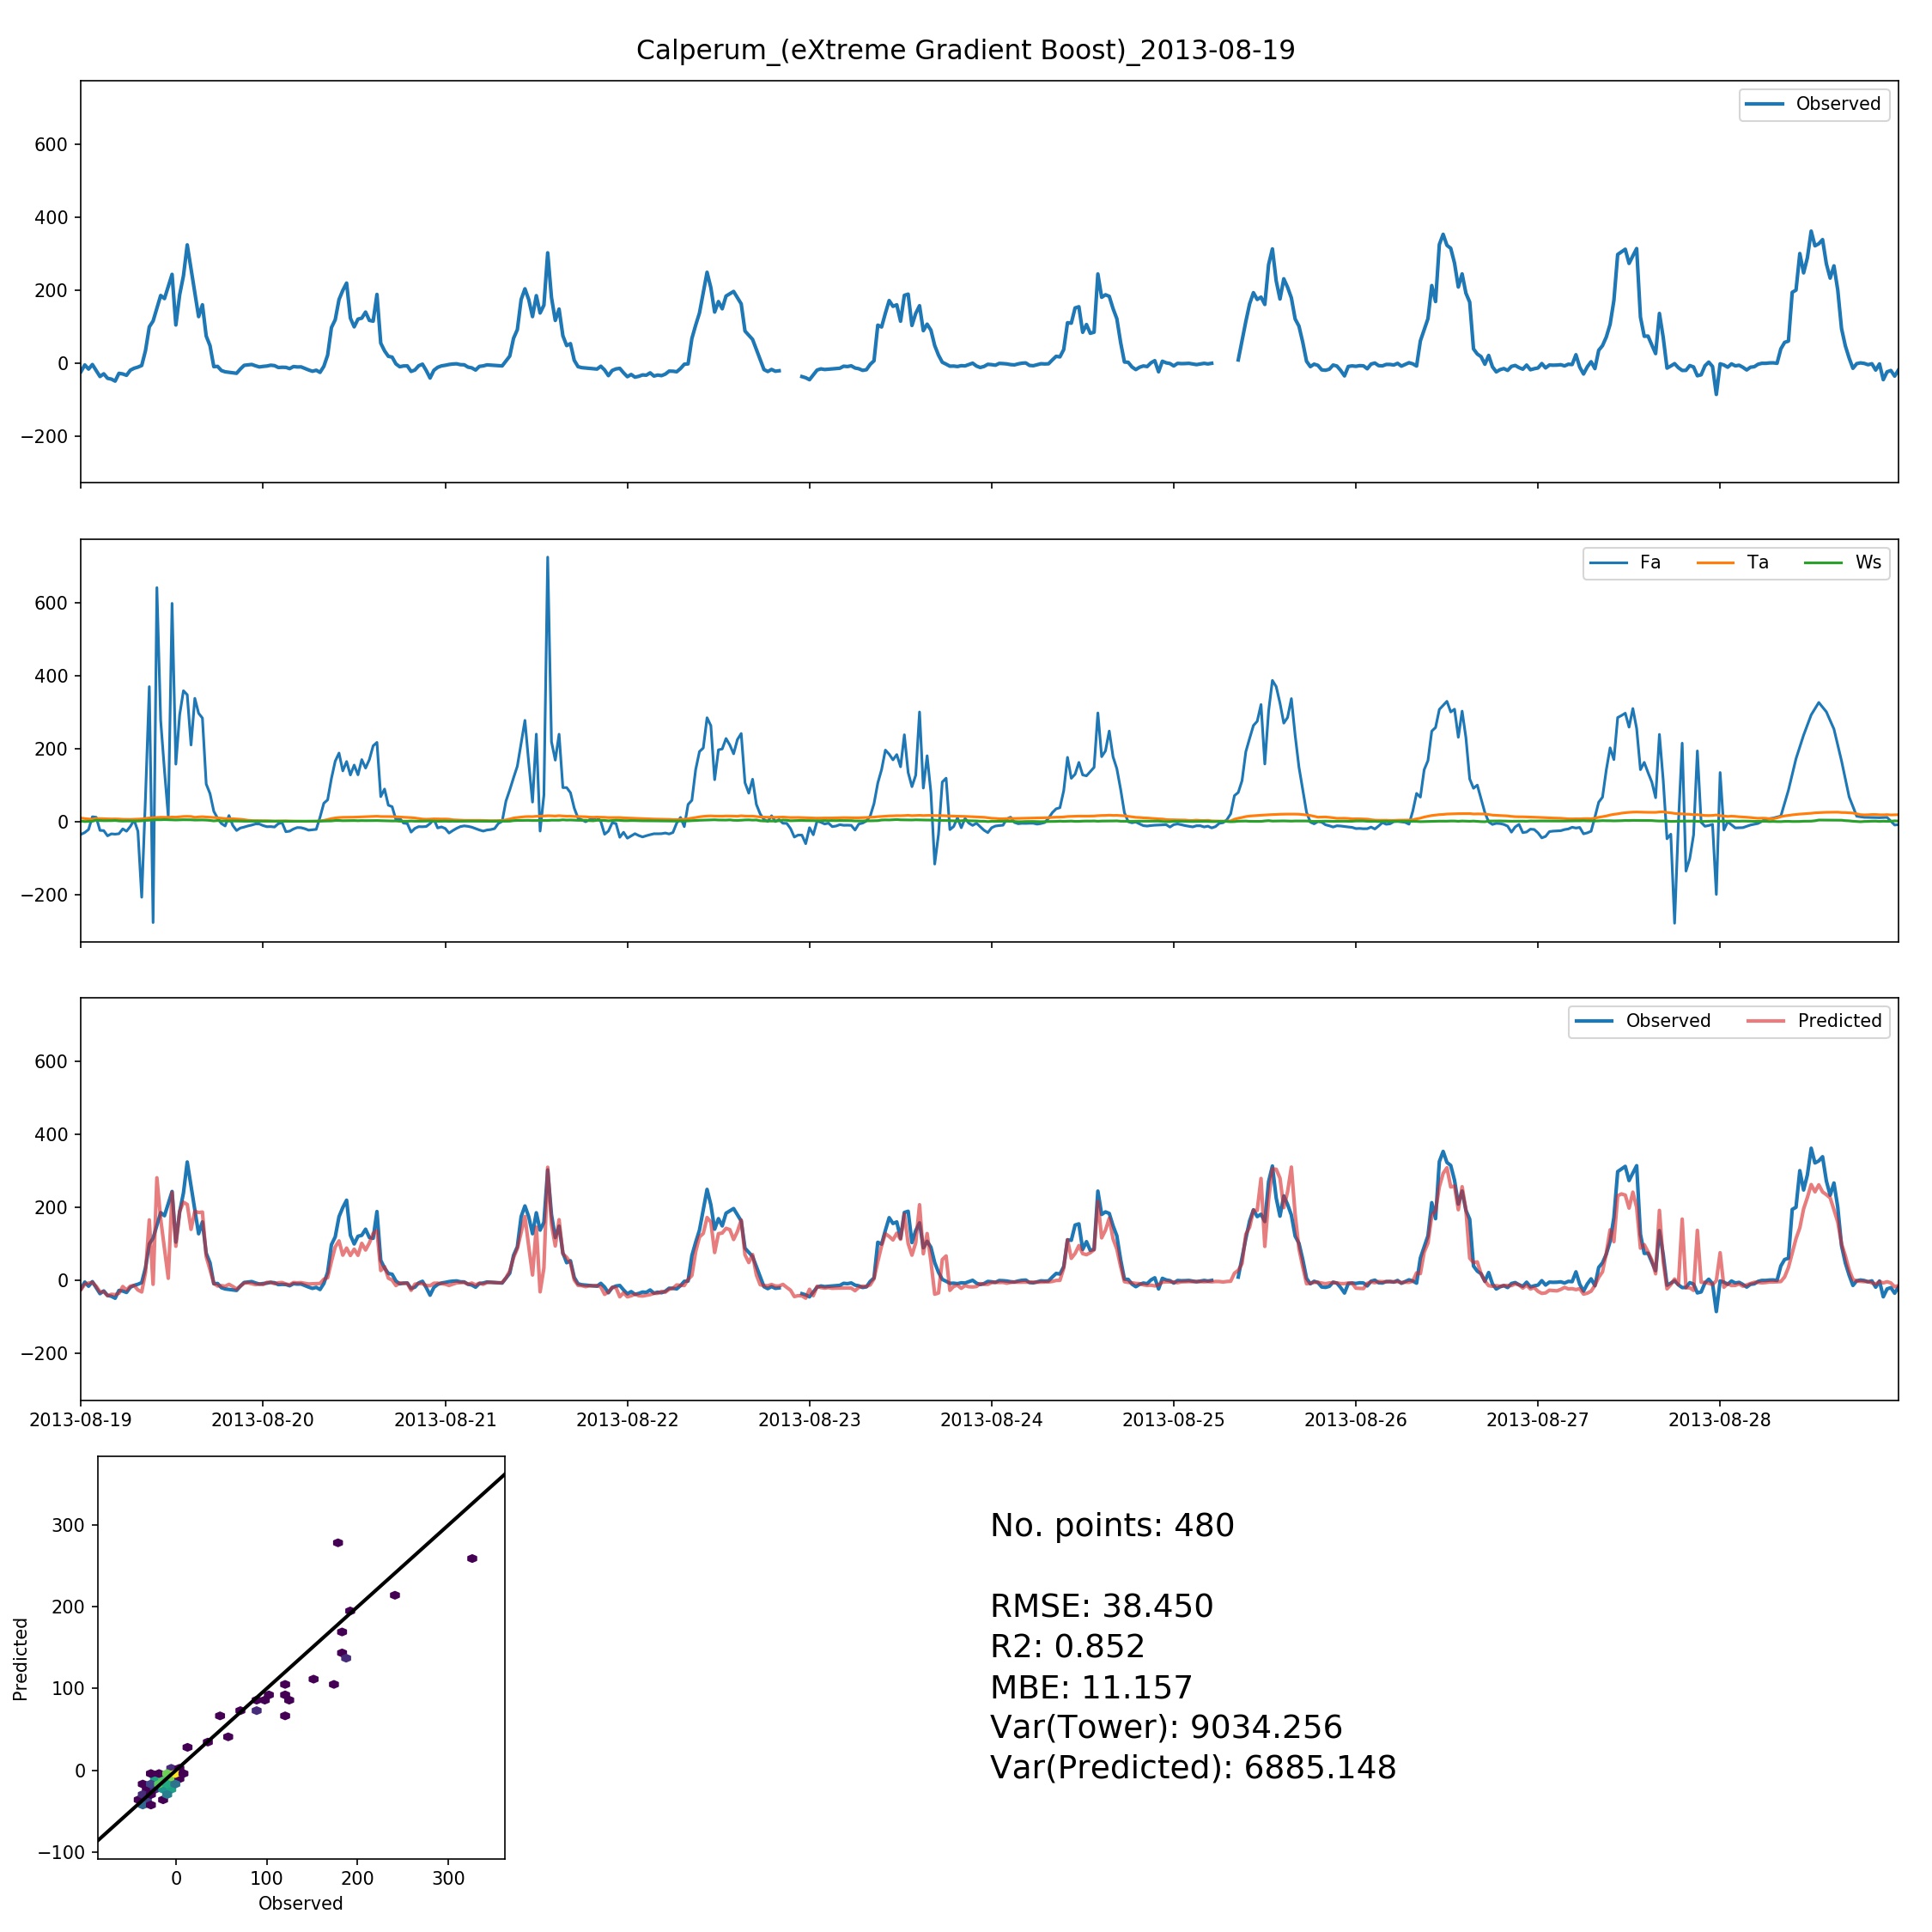 Calperum_(eXtreme Gradient Boost)_2013-08-19
Observed
600
400
200
0
−200
Fa Ta Ws
600
400
200
0
−200
Observed Predicted
600
400
200
0
−200
2013-08-19 2013-08-20 2013-08-21 2013-08-22 2013-08-23 2013-08-24 2013-08-25 2013-08-26 2013-08-27 2013-08-28
Predicted
300
200
100
0
−100
0 100 200 300
Observed
No. points: 480
RMSE: 38.450
R2: 0.852
MBE: 11.157
Var(Tower): 9034.256
Var(Predicted): 6885.148